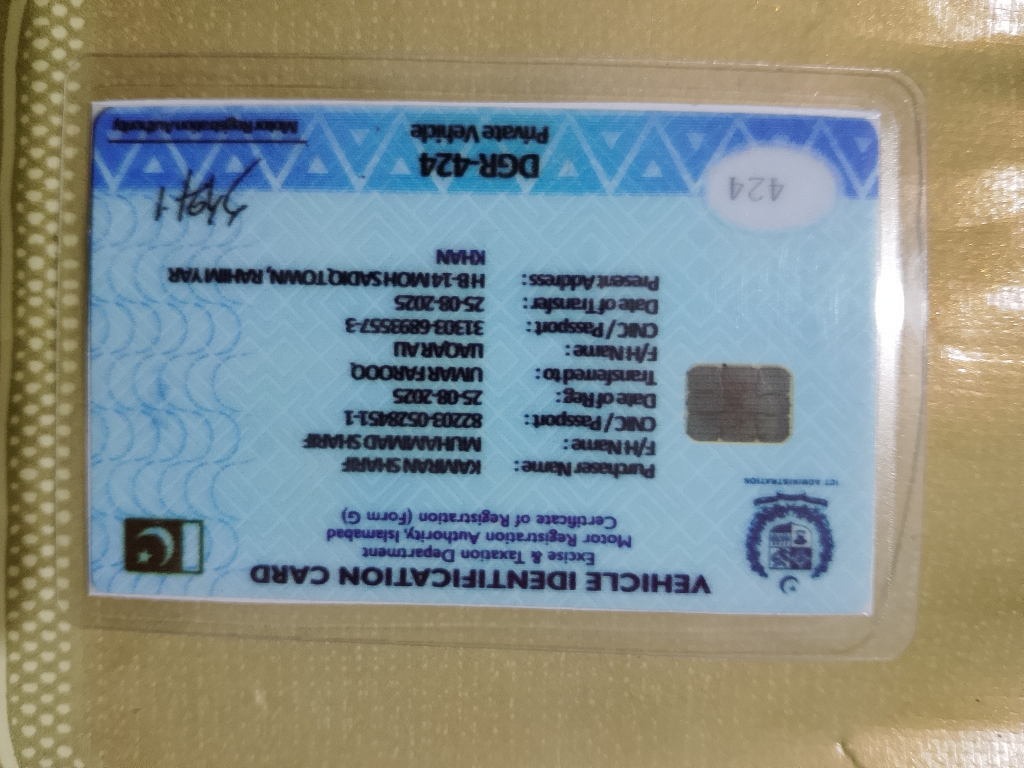 VEHICLE IDENTIFICATION CARD
Excise & Taxation Department
Motor Registration Authority, Islamabad
Certificate of Registration (Form G)
ICT ADMINISTRATION
Purchaser Name: KAMRAN SHARIF
F/H Name: MUHAMMAD SHARIF
CNIC/Passport: 82203-0528451-1
Date of Reg: 25-08-2025
Transferred to: UMAR FAROOQ
F/H Name: LIAQAR ALI
CNIC/Passport: 31303-6893557-3
Date of Transfer: 25-08-2025
Present Address: H B-14 MOH SADIQ TOWN, RAHIM YAR
KHAN
424
DGR-424
Private Vehicle
Motor Registration Authority